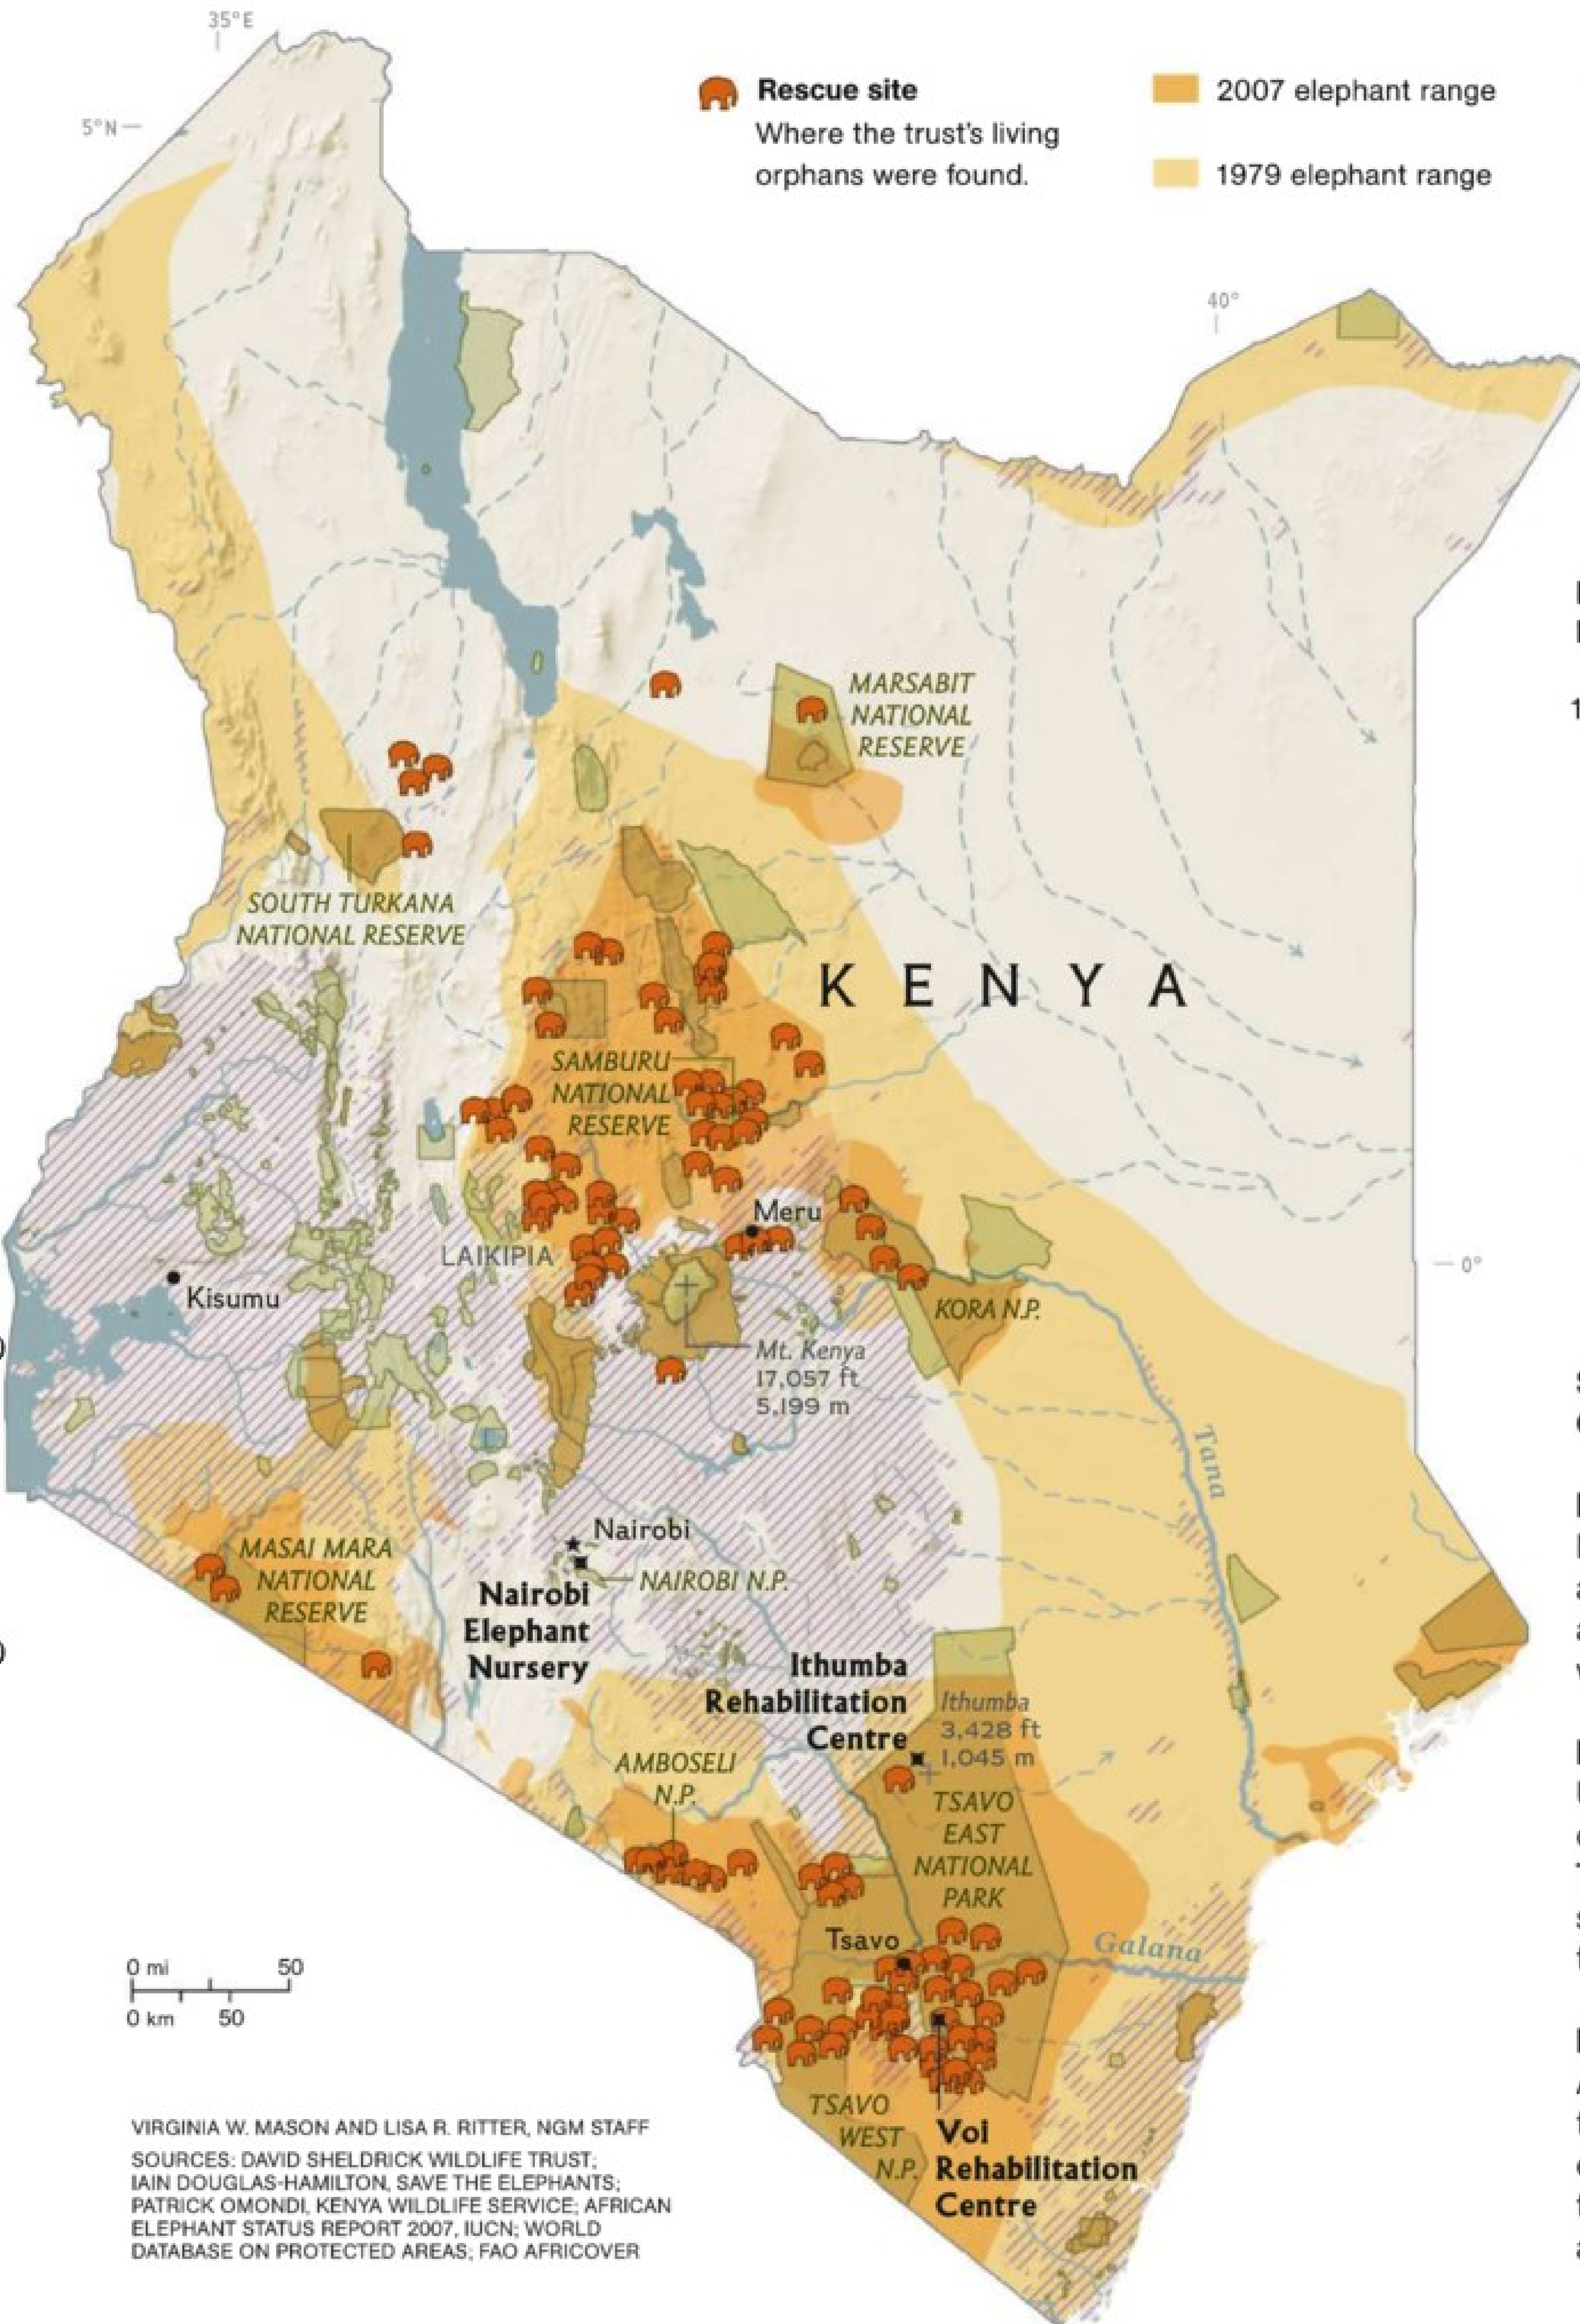 35°E
5°N
Rescue site
Where the trust's living
orphans were found.
2007 elephant range
1979 elephant range
40°
MARSABIT
NATIONAL
RESERVE
SOUTH TURKANA
NATIONAL RESERVE
KENYA
SAMBURU
NATIONAL
RESERVE
Meru
LAIKIPIA
0°
Kisumu
KORA N.P.
Mt. Kenya
17,057 ft
5,199 m
Tana
Nairobi
MASAI MARA
NATIONAL
RESERVE
NAIROBI N.P.
Nairobi
Elephant
Nursery
Ithumba
Rehabilitation
Centre
Ithumba
3,428 ft
1,045 m
AMBOSELI
N.P.
TSAVO
EAST
NATIONAL
PARK
Tsavo
Galana
0 mi 50
0 km 50
TSAVO
WEST
N.P.
Voi
Rehabilitation
Centre
VIRGINIA W. MASON AND LISA R. RITTER, NGM STAFF
SOURCES: DAVID SHELDRICK WILDLIFE TRUST;
IAIN DOUGLAS-HAMILTON, SAVE THE ELEPHANTS;
PATRICK OMONDI, KENYA WILDLIFE SERVICE; AFRICAN
ELEPHANT STATUS REPORT 2007, IUCN; WORLD
DATABASE ON PROTECTED AREAS; FAO AFRICOVER